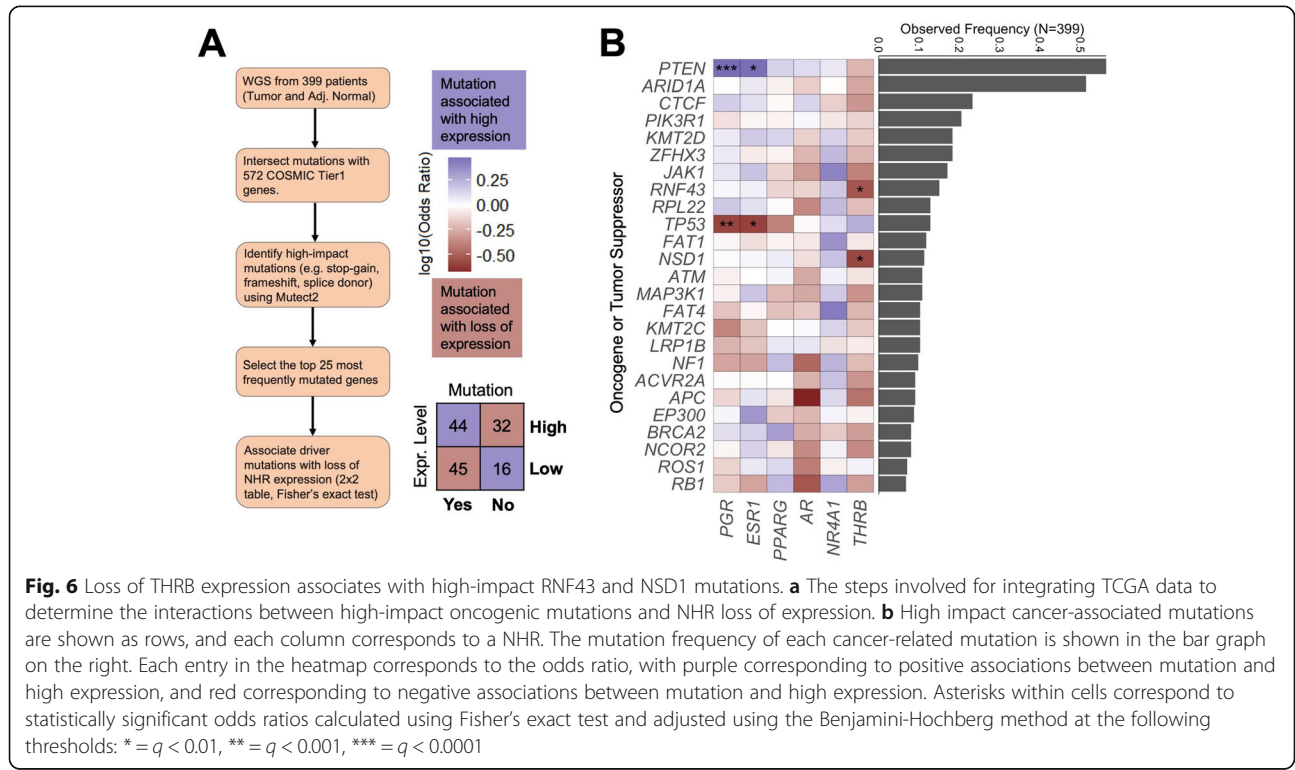 A
WGS from 399 patients
(Tumor and Adj. Normal)
Intersect mutations with
572 COSMIC Tier1
genes.
Identify high-impact
mutations (e.g. stop-gain,
frameshift, splice donor)
using Mutect2
Select the top 25 most
frequently mutated genes
Associate driver
mutations with loss of
NHR expression (2x2
table, Fisher's exact test)
Mutation
associated
with high
expression
log10(Odds Ratio)
0.25
0.00
-0.25
-0.50
Mutation
associated
with loss of
expression
Mutation
Expr. Level
44 32 High
45 16 Low
Yes No
B
Observed Frequency (N=399)
0.0 0.1 0.2 0.3 0.4 0.5
Oncogene or Tumor Suppressor
PTEN *** *
ARID1A
CTCF
PIK3R1
KMT2D
ZFHX3
JAK1
RNF43 *
RPL22
TP53 ** *
FAT1
NSD1 *
ATM
MAP3K1
FAT4
KMT2C
LRP1B
NF1
ACVR2A
APC
EP300
BRCA2
NCOR2
ROS1
RB1
PGR ESR1 PPARG AR NR4A1 THRB
Fig. 6 Loss of THRB expression associates with high-impact RNF43 and NSD1 mutations. a The steps involved for integrating TCGA data to
determine the interactions between high-impact oncogenic mutations and NHR loss of expression. b High impact cancer-associated mutations
are shown as rows, and each column corresponds to a NHR. The mutation frequency of each cancer-related mutation is shown in the bar graph
on the right. Each entry in the heatmap corresponds to the odds ratio, with purple corresponding to positive associations between mutation and
high expression, and red corresponding to negative associations between mutation and high expression. Asterisks within cells correspond to
statistically significant odds ratios calculated using Fisher's exact test and adjusted using the Benjamini-Hochberg method at the following
thresholds: * = q < 0.01, ** = q < 0.001, *** = q < 0.0001